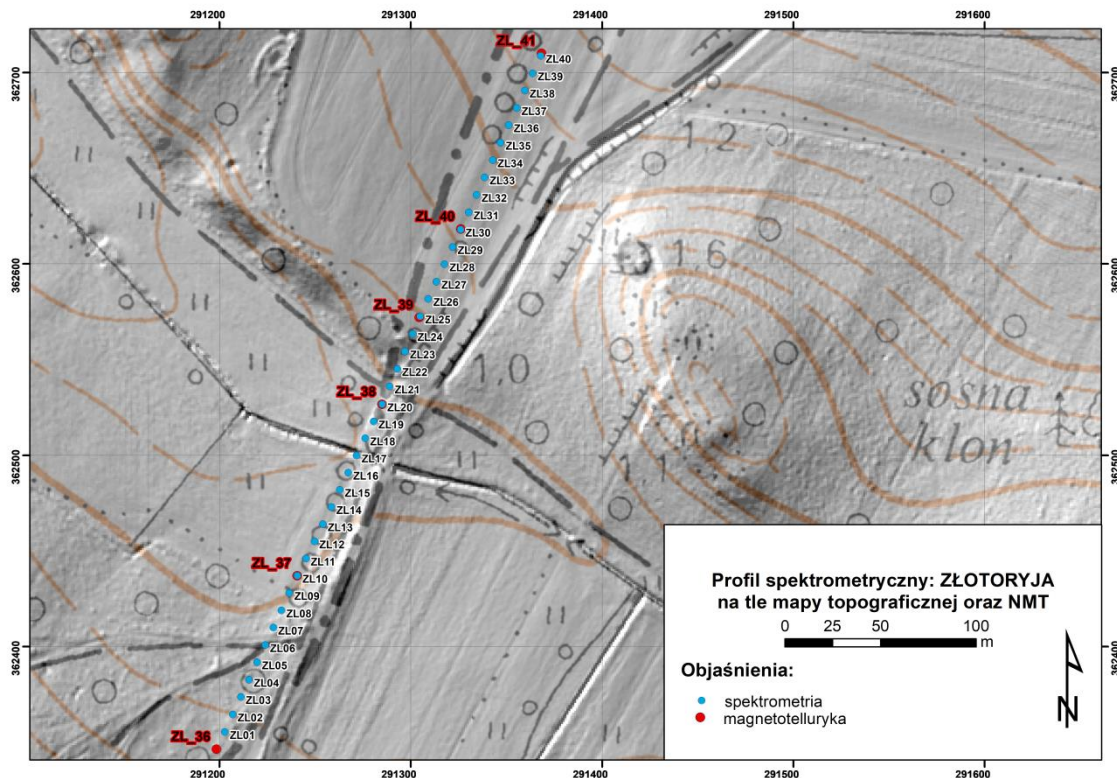 291200 291300 291400 291500 291600
ZL_41
ZL40
362700 362700
ZL39
ZL38
ZL37
ZL36
1,2
ZL35
ZL34
ZL33
ZL32
ZL_40 ZL31
ZL30
1,6
ZL29
362600 ZL28 362600
ZL27
ZL26
ZL_39
ZL25
ZL24
ZL23
ZL22
1,0
ZL_38 ZL21
ZL20
sosna
ZL19
ZL18
klon
362500 ZL17 362500
1,1
ZL16
ZL15
ZL14
ZL13
ZL12
ZL_37 ZL11
ZL10
ZL09
ZL08
ZL07
362400 ZL06 362400
ZL05
ZL04
ZL03
ZL02
ZL_36 ZL01
Profil spektrometryczny: ZŁOTORYJA
na tle mapy topograficznej oraz NMT
0 25 50 100
m
Objaśnienia:
spektrometria
magnetotelluryka
N
291200 291300 291400 291500 291600